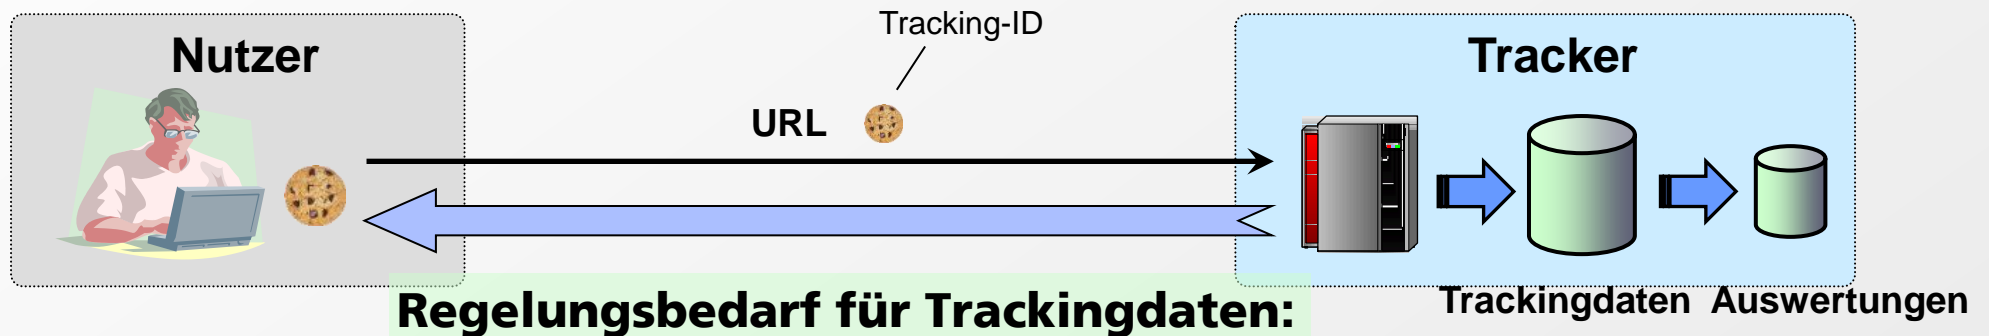 Tracking-ID
Nutzer
Tracker
URL
Trackingdaten Auswertungen
Regelungsbedarf für Trackingdaten: